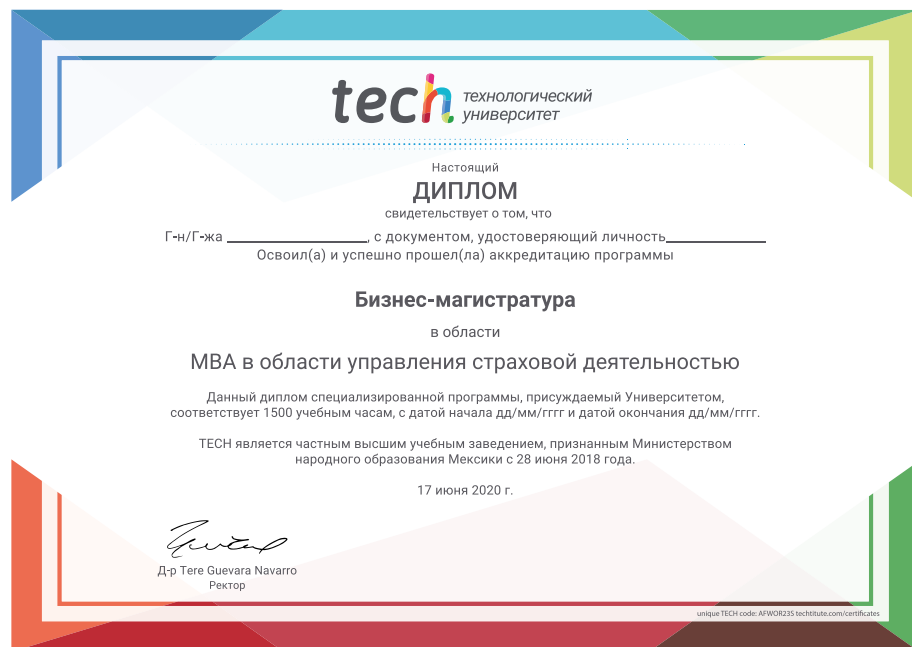 tech технологический
университет
Настоящий
ДИПЛОМ
свидетельствует о том, что
Г-н/Г-жа ____________________, с документом, удостоверяющий личность______________
Освоил(а) и успешно прошел(ла) аккредитацию программы
Бизнес-магистратура
в области
MBA в области управления страховой деятельностью
Данный диплом специализированной программы, присуждаемый Университетом,
соответствует 1500 учебным часам, с датой начала дд/мм/гггг и датой окончания дд/мм/гггг.
TECH является частным высшим учебным заведением, признанным Министерством
народного образования Мексики с 28 июня 2018 года.
17 июня 2020 г.
Д-р Tere Guevara Navarro
Ректор
unique TECH code: AFWOR23S techtitute.com/certificates